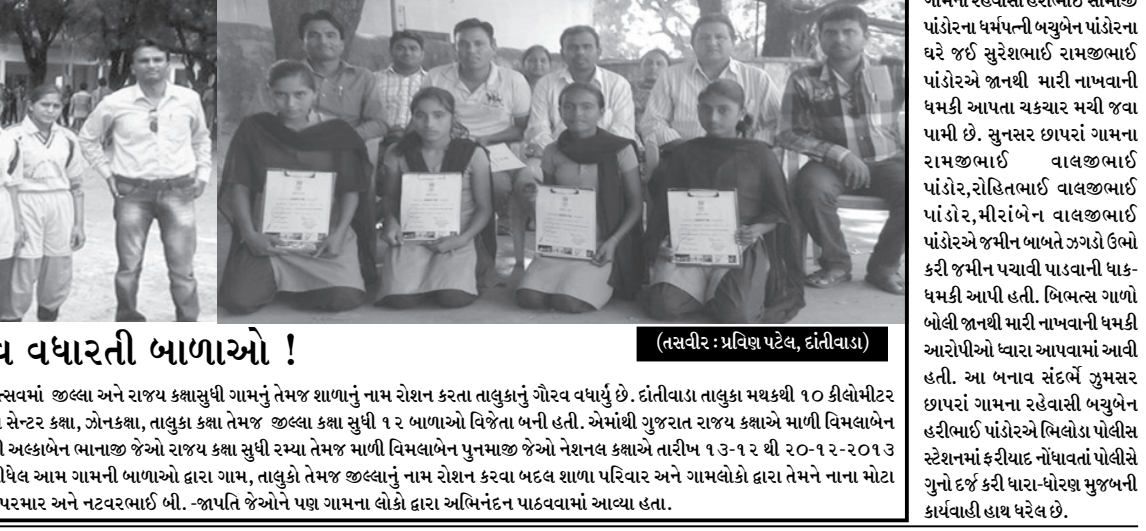 વધારતી બાળાઓ !
(તસવીર : પ્રવિણ પટેલ, દાંતીવાડા)
ત્સવમાં જીલ્લા અને રાજય કક્ષાસુધી ગામનું તેમજ શાળાનું નામ રોશન કરતા તાલુકાનું ગૌરવ વધાર્યું છે. દાંતીવાડા તાલુકા મથકથી ૧૦ કીલોમીટર
સેન્ટર કક્ષા, ઝોનકક્ષા, તાલુકા કક્ષા તેમજ જીલ્લા કક્ષા સુધી ૧૨ બાળાઓ વિજેતા બની હતી. એમાંથી ગુજરાત રાજય કક્ષાએ માળી વિમલાબેન
અલ્કાબેન ભાનાજી જેઓ રાજય કક્ષા સુધી રમ્યા તેમજ માળી વિમલાબેન પુનમાજી જેઓ નેશનલ કક્ષાએ તારીખ ૧૩-૧૨ થી ૨૦-૧૨-૨૦૧૩
ીધેલ આમ ગામની બાળાઓ દ્વારા ગામ, તાલુકો તેમજ જીલ્લાનું નામ રોશન કરવા બદલ શાળા પરિવાર અને ગામલોકો દ્વારા તેમને નાના મોટા
પરમાર અને નટવરભાઈ બી. -જાપતિ જેઓને પણ ગામના લોકો દ્વારા અભિનંદન પાઠવવામાં આવ્યા હતા.
પાંડોરના ધર્મપત્ની બચુબેન પાંડોરના
ઘરે જઈ સુરેશભાઈ રામજીભાઈ
પાંડોરએ જાનથી મારી નાખવાની
ધમકી આપતા ચકચાર મચી જવા
પામી છે. સુનસર છાપરાં ગામના
રામજીભાઈ વાલજીભાઈ
પાંડોર,રોહિતભાઈ વાલજીભાઈ
પાંડોર,મીરાંબેન વાલજીભાઈ
પાંડોરએ જમીન બાબતે ઝગડો ઉભો
કરી જમીન પચાવી પાડવાની ધાક-
ધમકી આપી હતી. બિભત્સ ગાળો
બોલી જાનથી મારી નાખવાની ધમકી
આરોપીઓ ધ્વારા આપવામાં આવી
હતી. આ બનાવ સંદર્ભે ઝુમસર
છાપરાં ગામના રહેવાસી બચુબેન
હરીભાઈ પાંડોરએ ભિલોડા પોલીસ
સ્ટેશનમાં ફરીયાદ નોંધાવતાં પોલીસે
ગુનો દર્જ કરી ધારા-ધોરણ મુજબની
કાર્યવાહી હાથ ધરેલ છે.